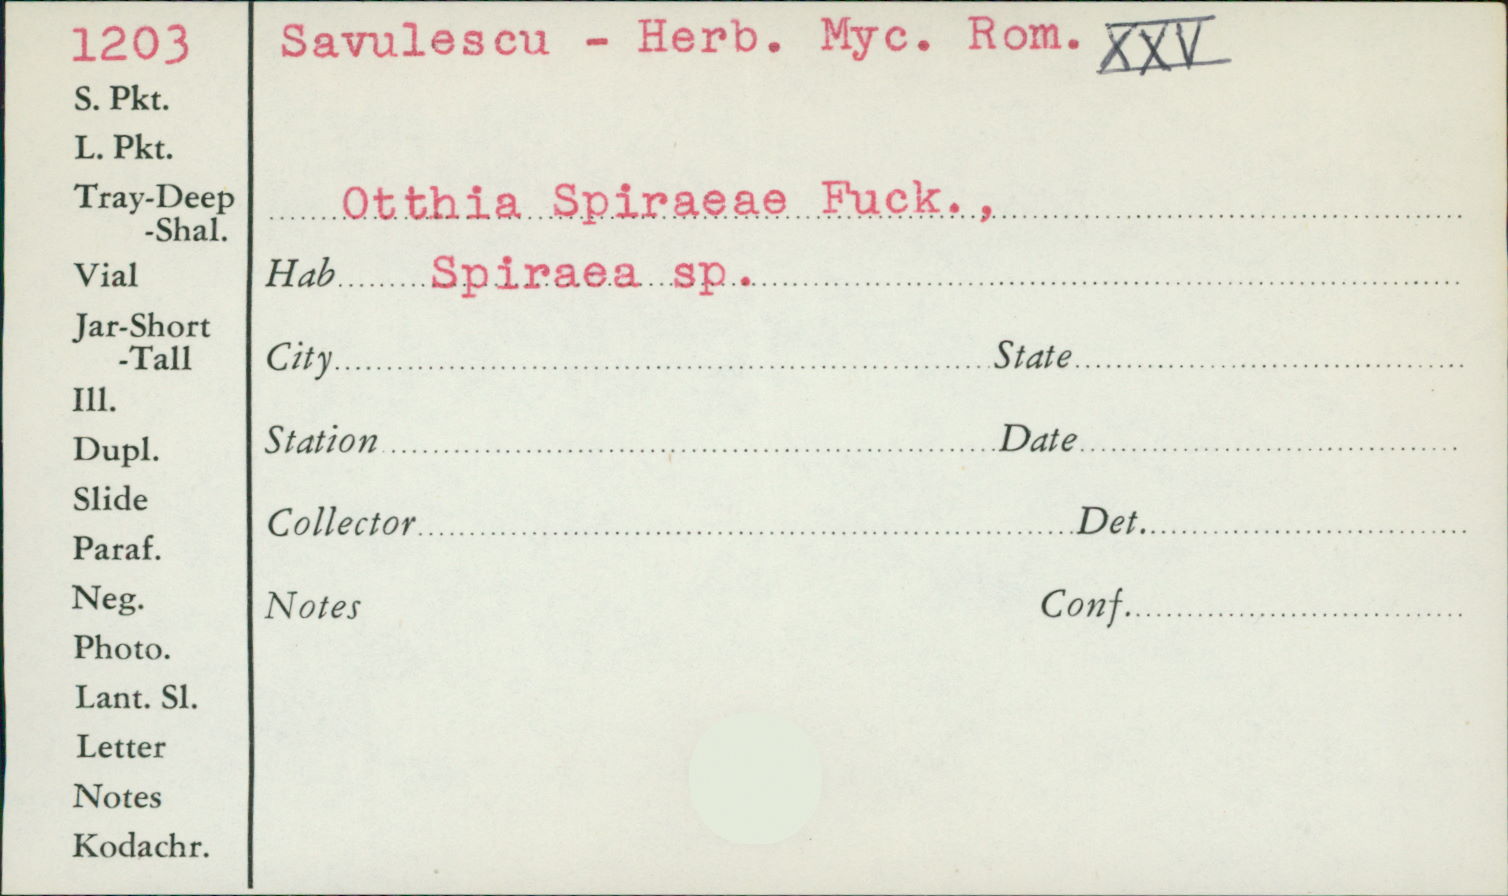 1203
Savulescu - Herb. Myc. Rom. XXV
S. Pkt.
L. Pkt.
Tray-Deep
-Shal.
Vial
Jar-Short
-Tall
Ill.
Dupl.
Slide
Paraf.
Neg.
Photo.
Lant. Sl.
Letter
Notes
Kodachr.
Otthia Spiraeae Fuck.,
Hab Spiraea sp.
City State
Station Date
Collector Det.
Notes Conf.